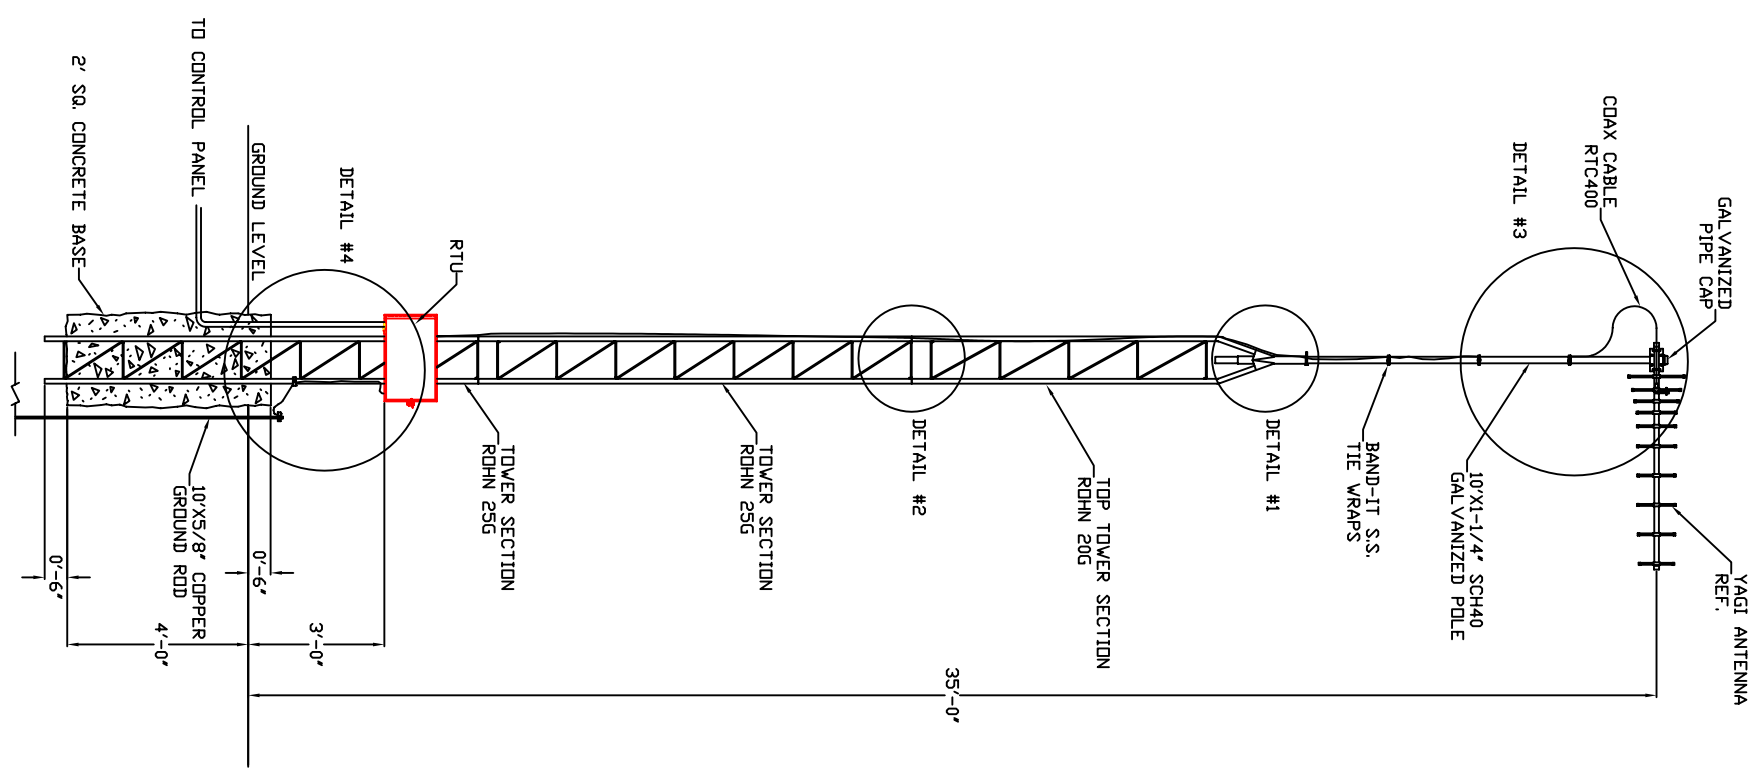 YAGI ANTENNA
REF.
GALVANIZED
PIPE CAP
COAX CABLE
RTC400
DETAIL #3
10'X1-1/4" SCH40
GALVANIZED POLE
BAND-IT S.S.
TIE WRAPS
DETAIL #1
TOP TOWER SECTION
ROHN 20G
35'-0"
DETAIL #2
TOWER SECTION
ROHN 25G
TOWER SECTION
ROHN 25G
RTU
DETAIL #4
3'-0"
GROUND LEVEL
0'-6"
TO CONTROL PANEL
10'X5/8" COPPER
GROUND ROD
4'-0"
2' SQ. CONCRETE BASE
0'-6"